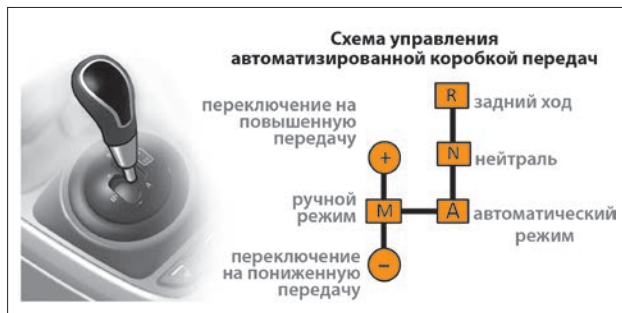 Схема управления
автоматизированной коробкой передач
R
задний ход
переключение на
повышенную
передачу
+
N
нейтраль
ручной
режим
M
A
автоматический
режим
переключение
на пониженную
передачу
−